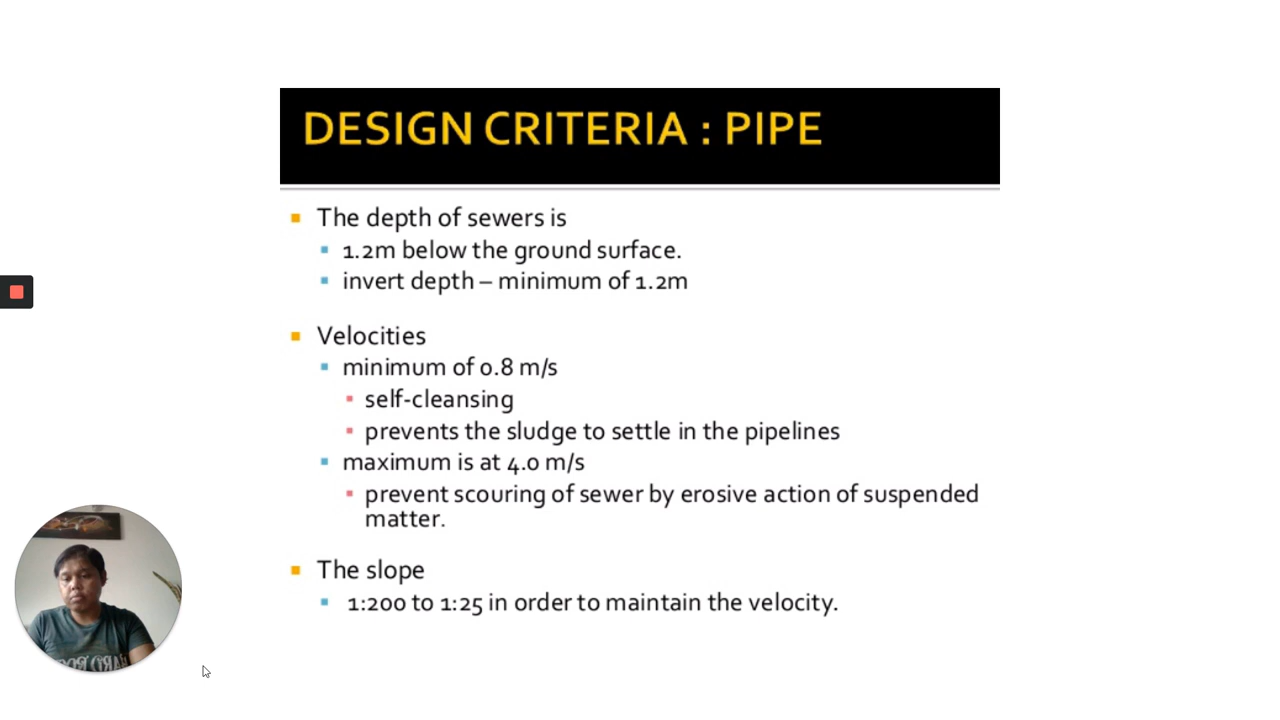 DESIGN CRITERIA : PIPE
The depth of sewers is
1.2m below the ground surface.
invert depth – minimum of 1.2m
Velocities
minimum of 0.8 m/s
self-cleansing
prevents the sludge to settle in the pipelines
maximum is at 4.0 m/s
prevent scouring of sewer by erosive action of suspended
matter.
The slope
1:200 to 1:25 in order to maintain the velocity.